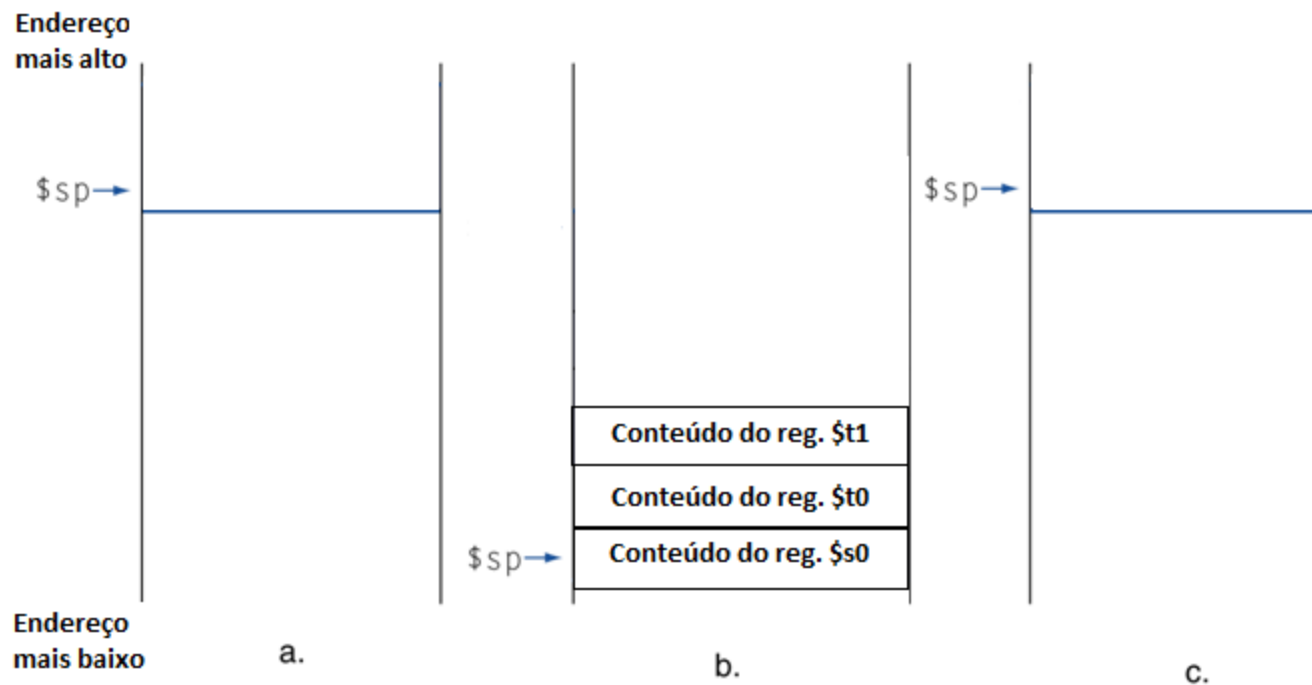 Endereço
mais alto
$sp
$sp
Conteúdo do reg. $t1
Conteúdo do reg. $t0
Conteúdo do reg. $s0
$sp
Endereço
mais baixo
a.
b.
c.